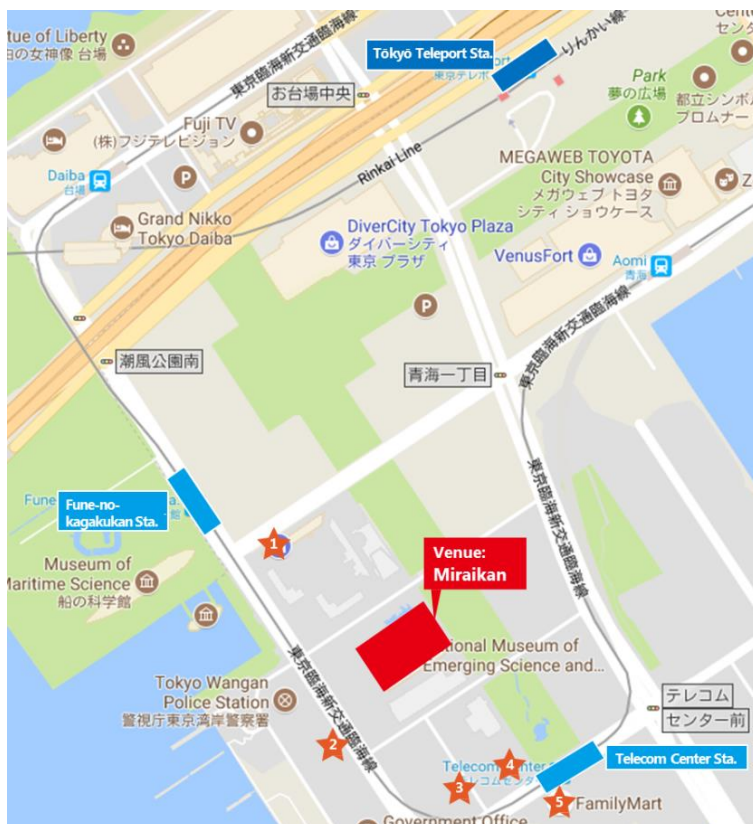 tue of Liberty
の女神像 台場
東京臨海新交通臨海線
お台場中央
Fuji TV
(株)フジテレビジョン
Tōkyō Teleport Sta.
りんかい線
東京テレポ
Cente
センタ
Park
夢の広場
都立シンボ
プロムナー
Daiba
台場
P
Rinkai Line
MEGAWEB TOYOTA
City Showcase
メガウェブ トヨタ
シティ ショウケース
Z
Grand Nikko
Tokyo Daiba
DiverCity Tokyo Plaza
ダイバーシティ
東京 プラザ
VenusFort
Aomi
青海
P
潮風公園南
青海一丁目
東京臨海新交通臨海線
東京臨海新交通臨海線
Fune-no-
kagakukan Sta.
館
1
Venue:
Miraikan
Museum of
Maritime Science
船の科学館
tional Museum of
Emerging Science and...
東京臨海新交通臨海線
Tokyo Wangan
Police Station
警視庁東京湾岸警察署
テレコム
センター前
2
Telecom Center
テレコムセンター
3
4
Telecom Center Sta.
5
FamilyMart
Government Office